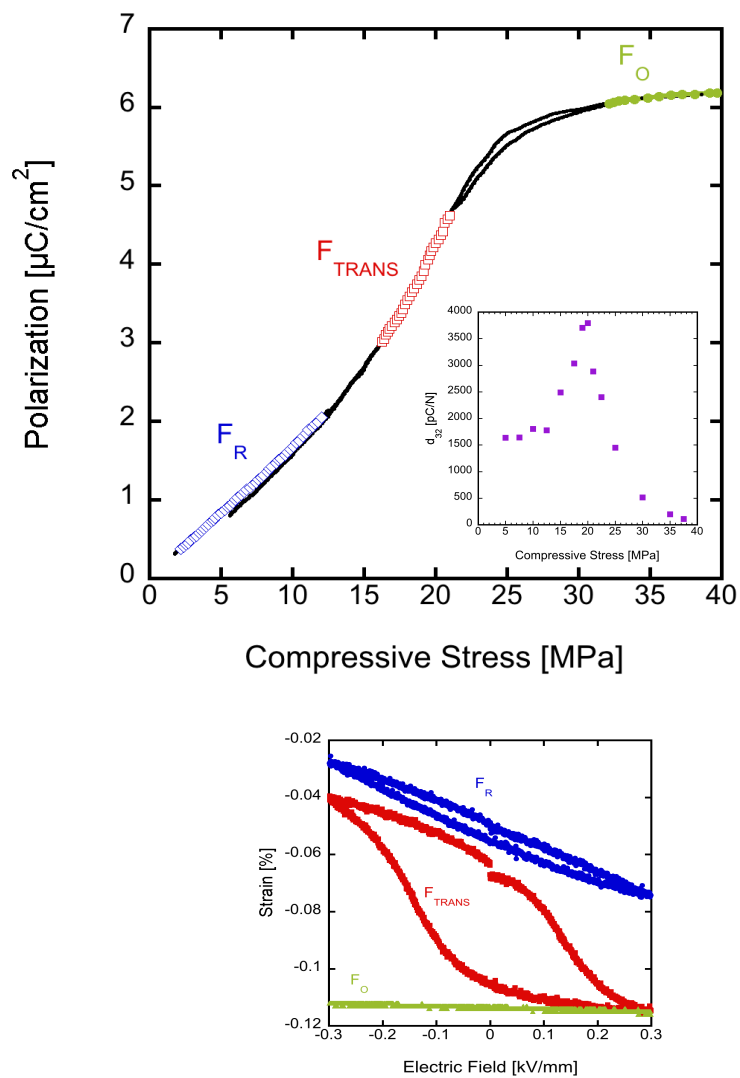 7
6
5
4
3
2
1
0
Polarization [µC/cm²]
F_O
F_TRANS
F_R
0 5 10 15 20 25 30 35 40
Compressive Stress [MPa]
4000
3500
3000
2500
2000
1500
1000
500
0
d_32 [pC/N]
0 5 10 15 20 25 30 35 40
Compressive Stress [MPa]
-0.02
-0.04
-0.06
-0.08
-0.1
-0.12
Strain [%]
F_R
F_TRANS
F_O
-0.3 -0.2 -0.1 0 0.1 0.2 0.3
Electric Field [kV/mm]